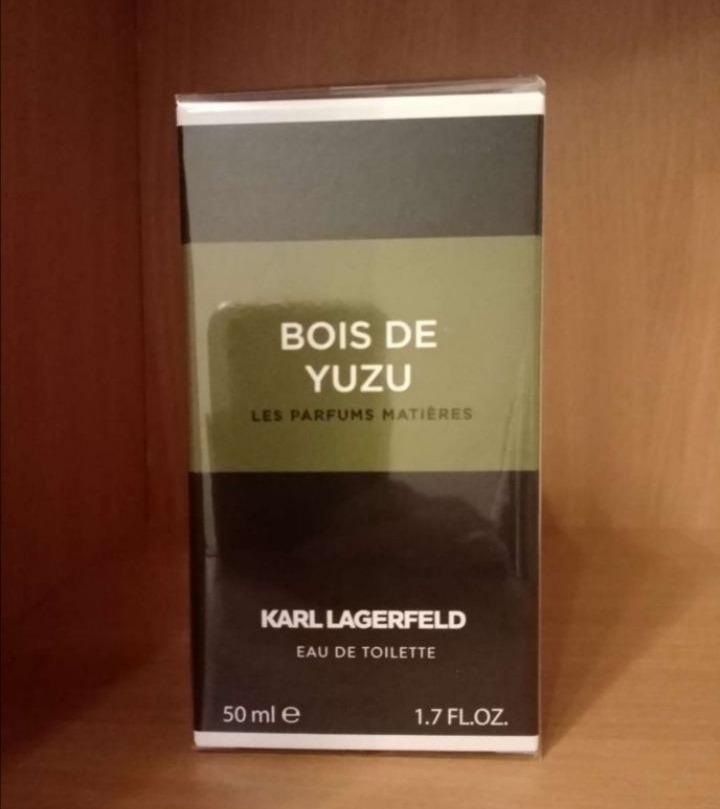 BOIS DE
YUZU
LES PARFUMS MATIÈRES
KARL LAGERFELD
EAU DE TOILETTE
50 ml ℮ 1.7 FL.OZ.